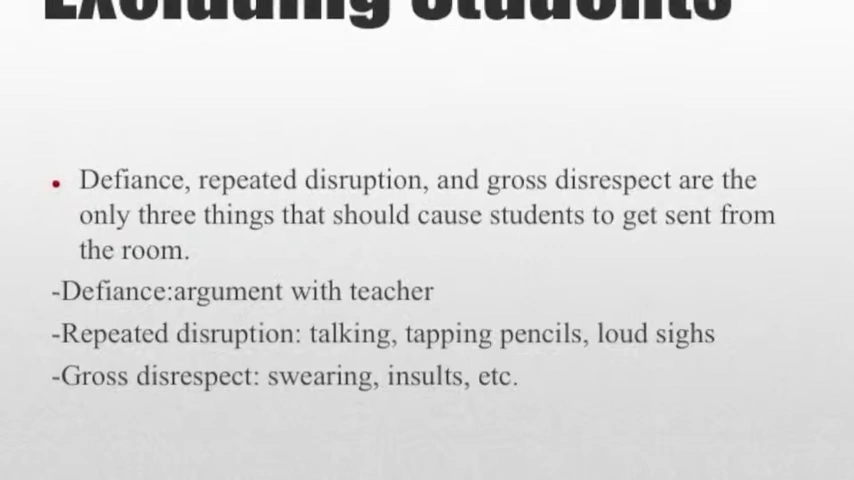 Excluding Students
• Defiance, repeated disruption, and gross disrespect are the
only three things that should cause students to get sent from
the room.
-Defiance:argument with teacher
-Repeated disruption: talking, tapping pencils, loud sighs
-Gross disrespect: swearing, insults, etc.